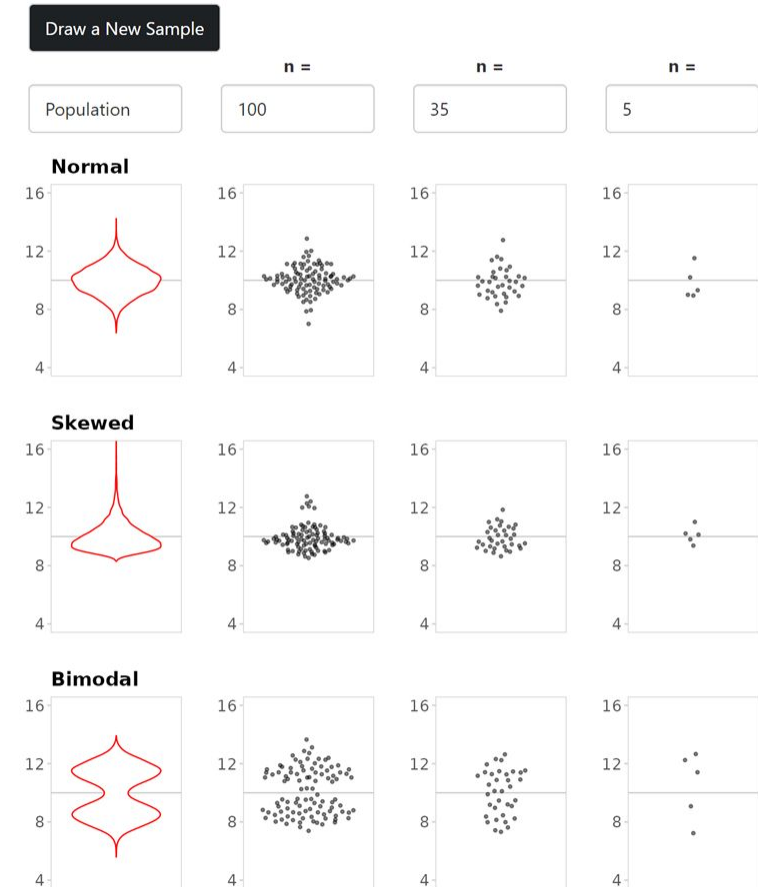 Draw a New Sample
n = n = n =
Population 100 35 5
Normal
16 16 16 16
12 12 12 12
8 8 8 8
4 4 4 4
Skewed
16 16 16 16
12 12 12 12
8 8 8 8
4 4 4 4
Bimodal
16 16 16 16
12 12 12 12
8 8 8 8
4 4 4 4